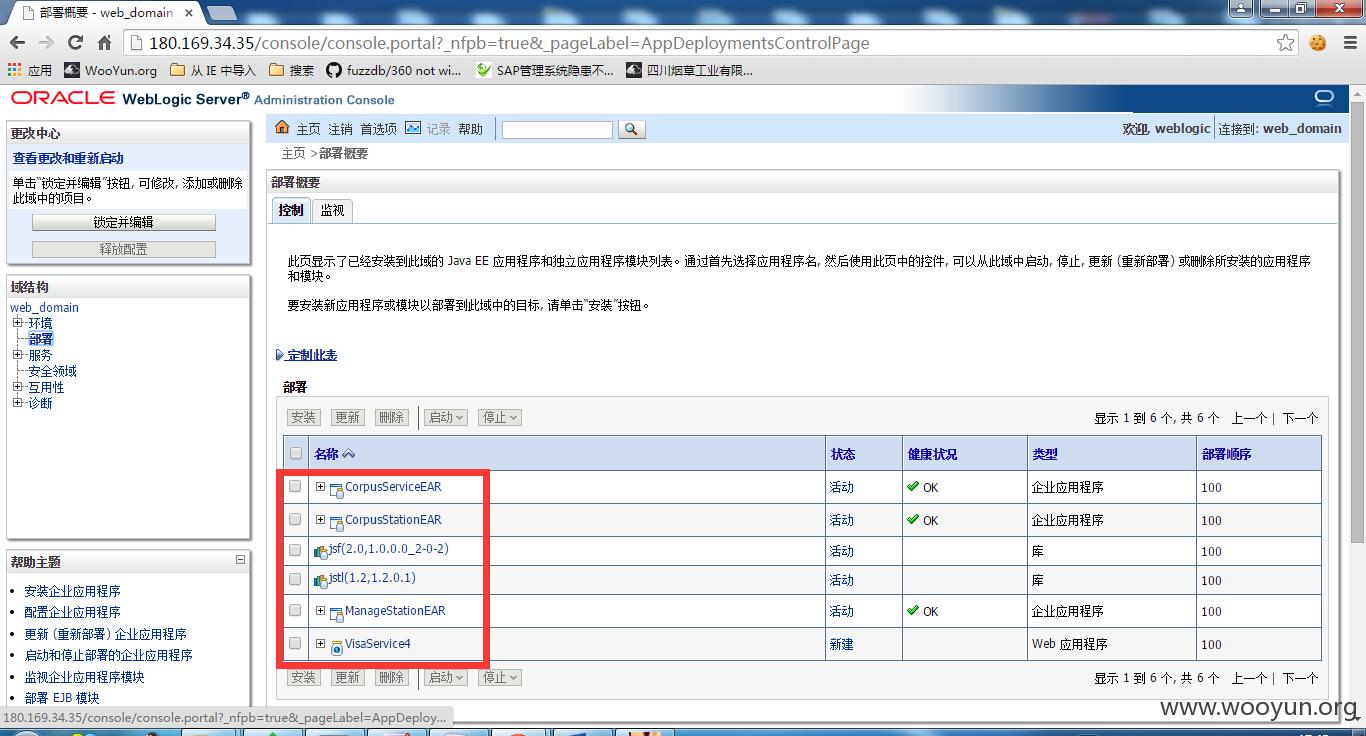 部署概要 - web_domain
180.169.34.35/console/console.portal?_nfpb=true&_pageLabel=AppDeploymentsControlPage
应用 WooYun.org 从 IE 中导入 搜索 fuzzdb/360 not wi... SAP管理系统隐患不... 四川烟草工业有限...
ORACLE WebLogic Server® Administration Console
更改中心
查看更改和重新启动
单击“锁定并编辑”按钮, 可修改, 添加或删除
此域中的项目。
锁定并编辑
释放配置
域结构
web_domain
环境
部署
服务
安全领域
互用性
诊断
帮助主题
安装企业应用程序
配置企业应用程序
更新 (重新部署) 企业应用程序
启动和停止部署的企业应用程序
监视企业应用程序模块
部署 EJB 模块
主页 注销 首选项 记录 帮助
欢迎, weblogic 连接到: web_domain
主页 >部署概要
部署概要
控制 监视
此页显示了已经安装到此域的 Java EE 应用程序和独立应用程序模块列表。通过首先选择应用程序名, 然后使用此页中的控件, 可以从此域中启动, 停止, 更新 (重新部署) 或删除所安装的应用程序
和模块。
要安装新应用程序或模块以部署到此域中的目标, 请单击“安装”按钮。
定制此表
部署
安装 更新 删除 启动 停止 显示 1 到 6 个, 共 6 个 上一个 | 下一个
名称 状态 健康状况 类型 部署顺序
CorpusServiceEAR 活动 OK 企业应用程序 100
CorpusStationEAR 活动 OK 企业应用程序 100
jsf(2.0,1.0.0.0_2-0-2) 活动 库 100
jstl(1.2,1.2.0.1) 活动 库 100
ManageStationEAR 活动 OK 企业应用程序 100
VisaService4 新建 Web 应用程序 100
安装 更新 删除 启动 停止 显示 1 到 6 个, 共 6 个 上一个 | 下一个
180.169.34.35/console/console.portal?_nfpb=true&_pageLabel=AppDeploy...
www.wooyun.org